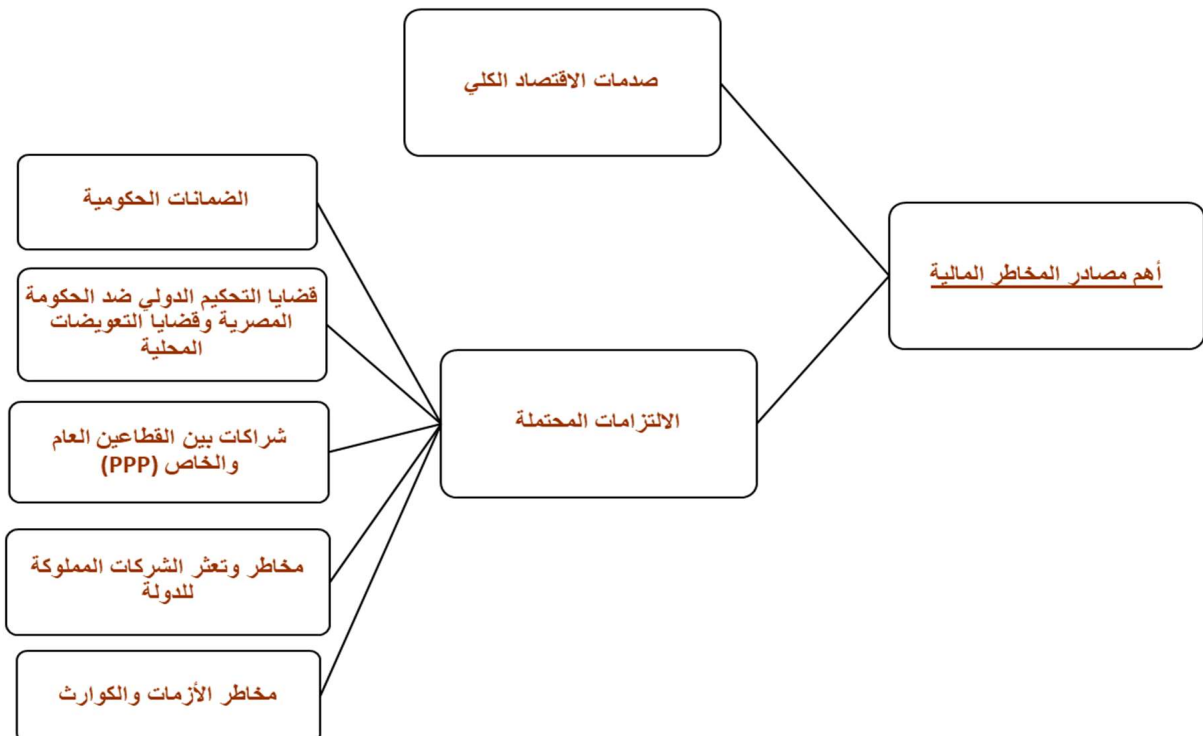 أهم مصادر المخاطر المالية
صدمات الاقتصاد الكلي
الالتزامات المحتملة
الضمانات الحكومية
قضايا التحكيم الدولي ضد الحكومة
المصرية وقضايا التعويضات
المحلية
شراكات بين القطاعين العام
والخاص (PPP)
مخاطر وتعثر الشركات المملوكة
للدولة
مخاطر الأزمات والكوارث